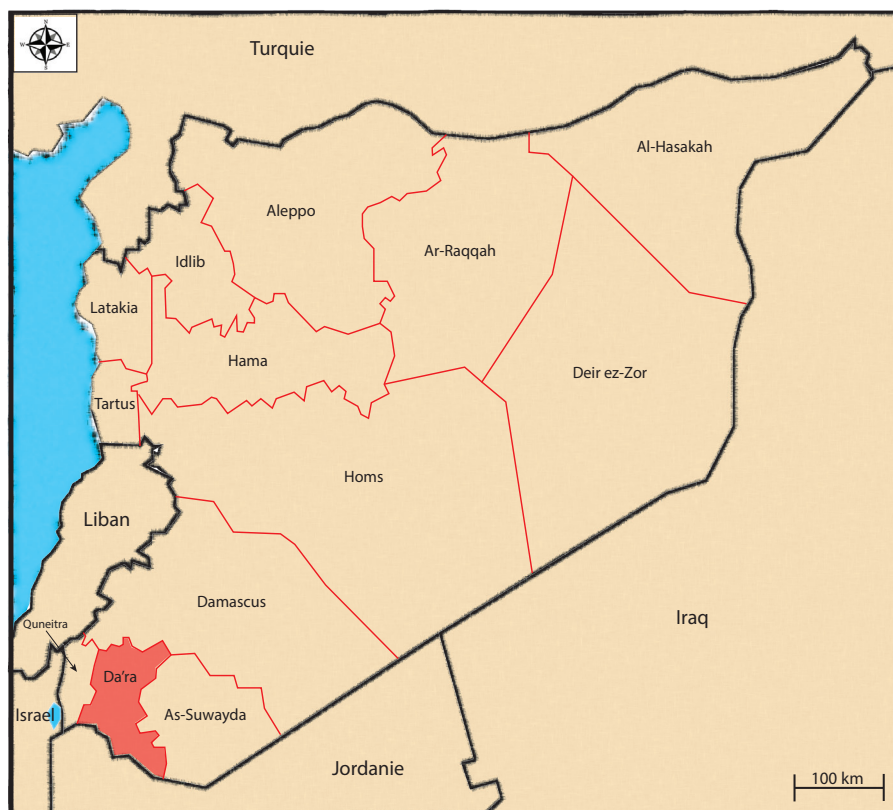 N
W
E
S
Turquie
Al-Hasakah
Aleppo
Ar-Raqqah
Idlib
Latakia
Hama
Deir ez-Zor
Tartus
Homs
Liban
Damascus
Quneitra
Iraq
Da'ra
Israel
As-Suwayda
Jordanie
100 km